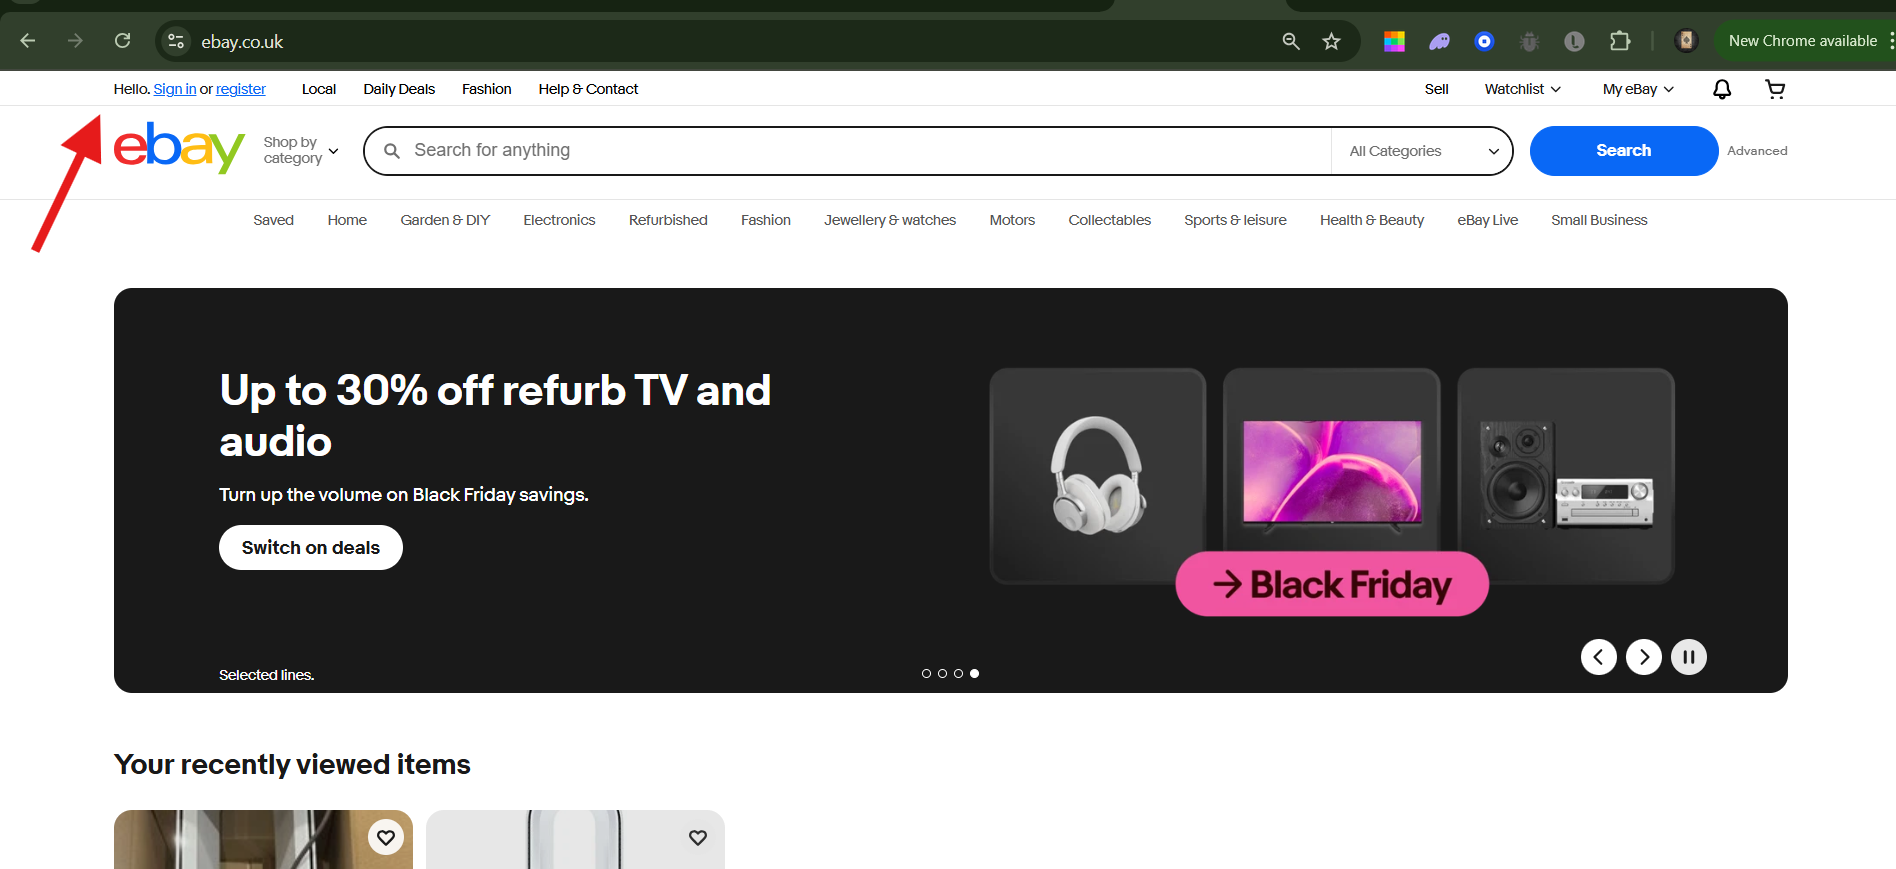 ebay.co.uk
New Chrome available
Hello. Sign in or register
Local
Daily Deals
Fashion
Help & Contact
Sell
Watchlist
My eBay
ebay
Shop by
category
Search for anything
All Categories
Search
Advanced
Saved
Home
Garden & DIY
Electronics
Refurbished
Fashion
Jewellery & watches
Motors
Collectables
Sports & leisure
Health & Beauty
eBay Live
Small Business
Up to 30% off refurb TV and
audio
Turn up the volume on Black Friday savings.
Switch on deals
→ Black Friday
Selected lines.
Your recently viewed items